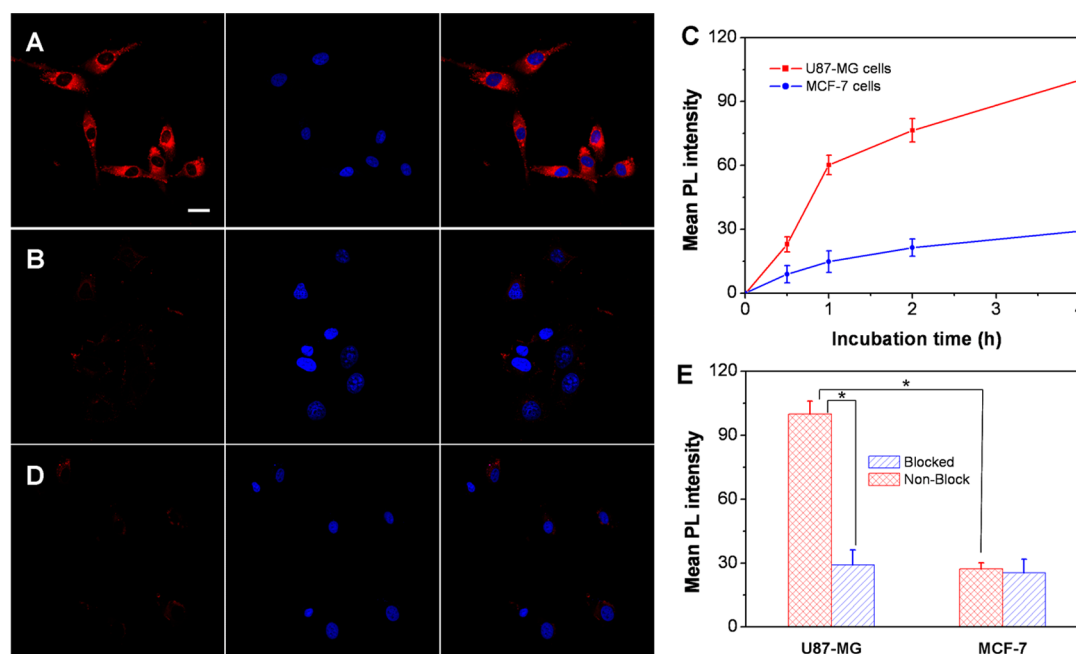 A
B
D
C
120
90
60
30
0
Mean PL intensity
U87-MG cells
MCF-7 cells
0 1 2 3
Incubation time (h)
E
120
90
60
30
0
Mean PL intensity
*
*
Blocked
Non-Block
U87-MG MCF-7